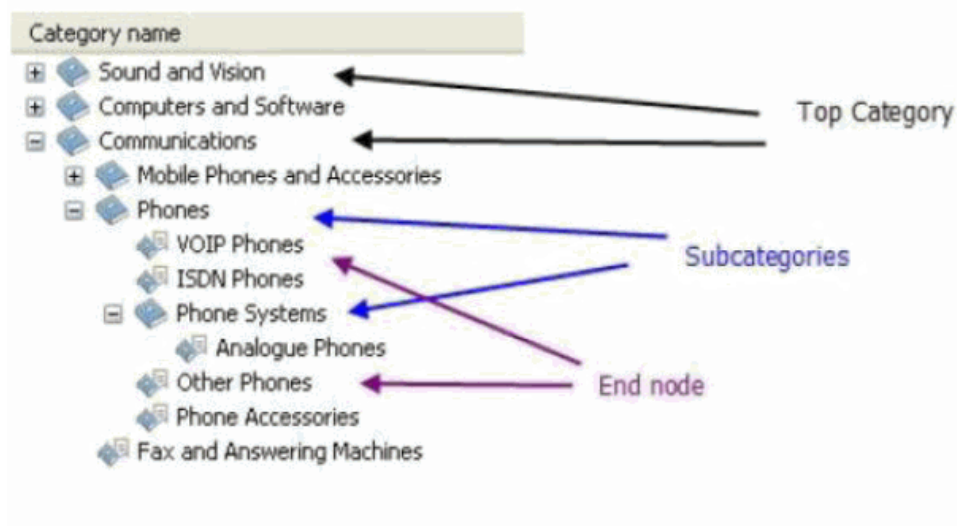 Category name
Sound and Vision
Computers and Software
Top Category
Communications
Mobile Phones and Accessories
Phones
VOIP Phones
Subcategories
ISDN Phones
Phone Systems
Analogue Phones
Other Phones
End node
Phone Accessories
Fax and Answering Machines